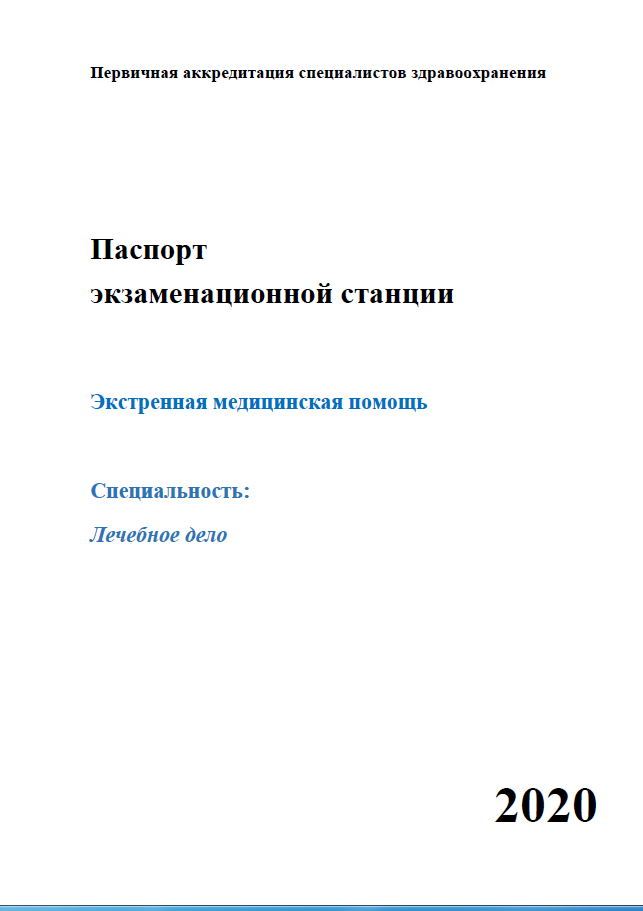 Первичная аккредитация специалистов здравоохранения
Паспорт
экзаменационной станции
Экстренная медицинская помощь
Специальность:
Лечебное дело
2020